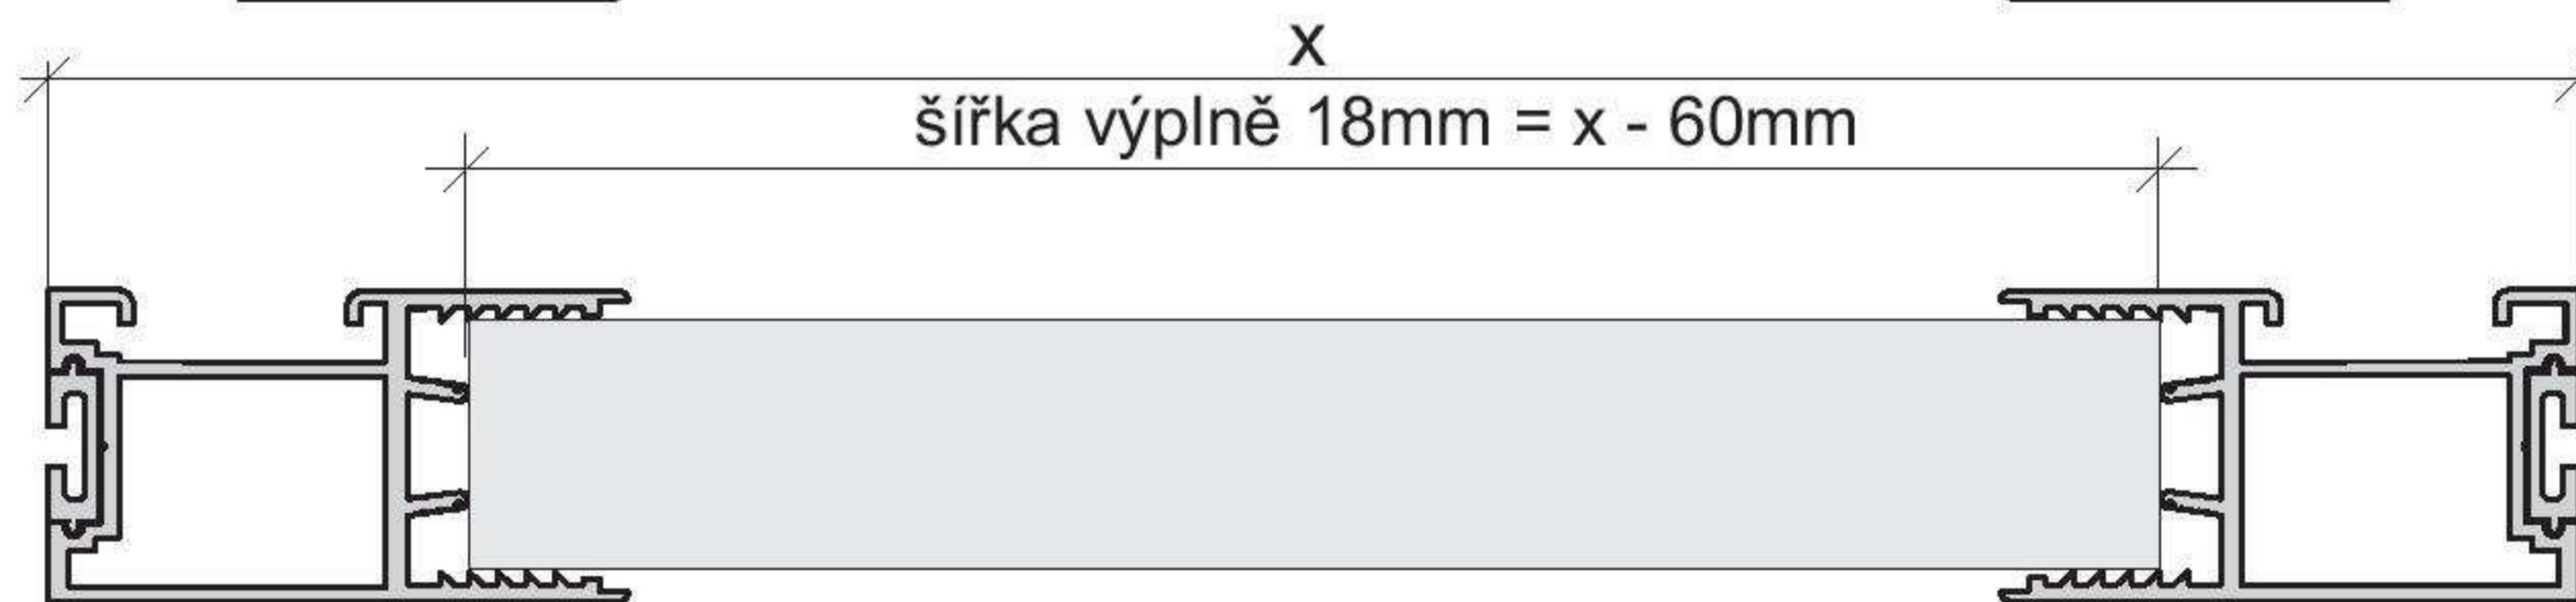 x
šířka výplně 18mm = x - 60mm